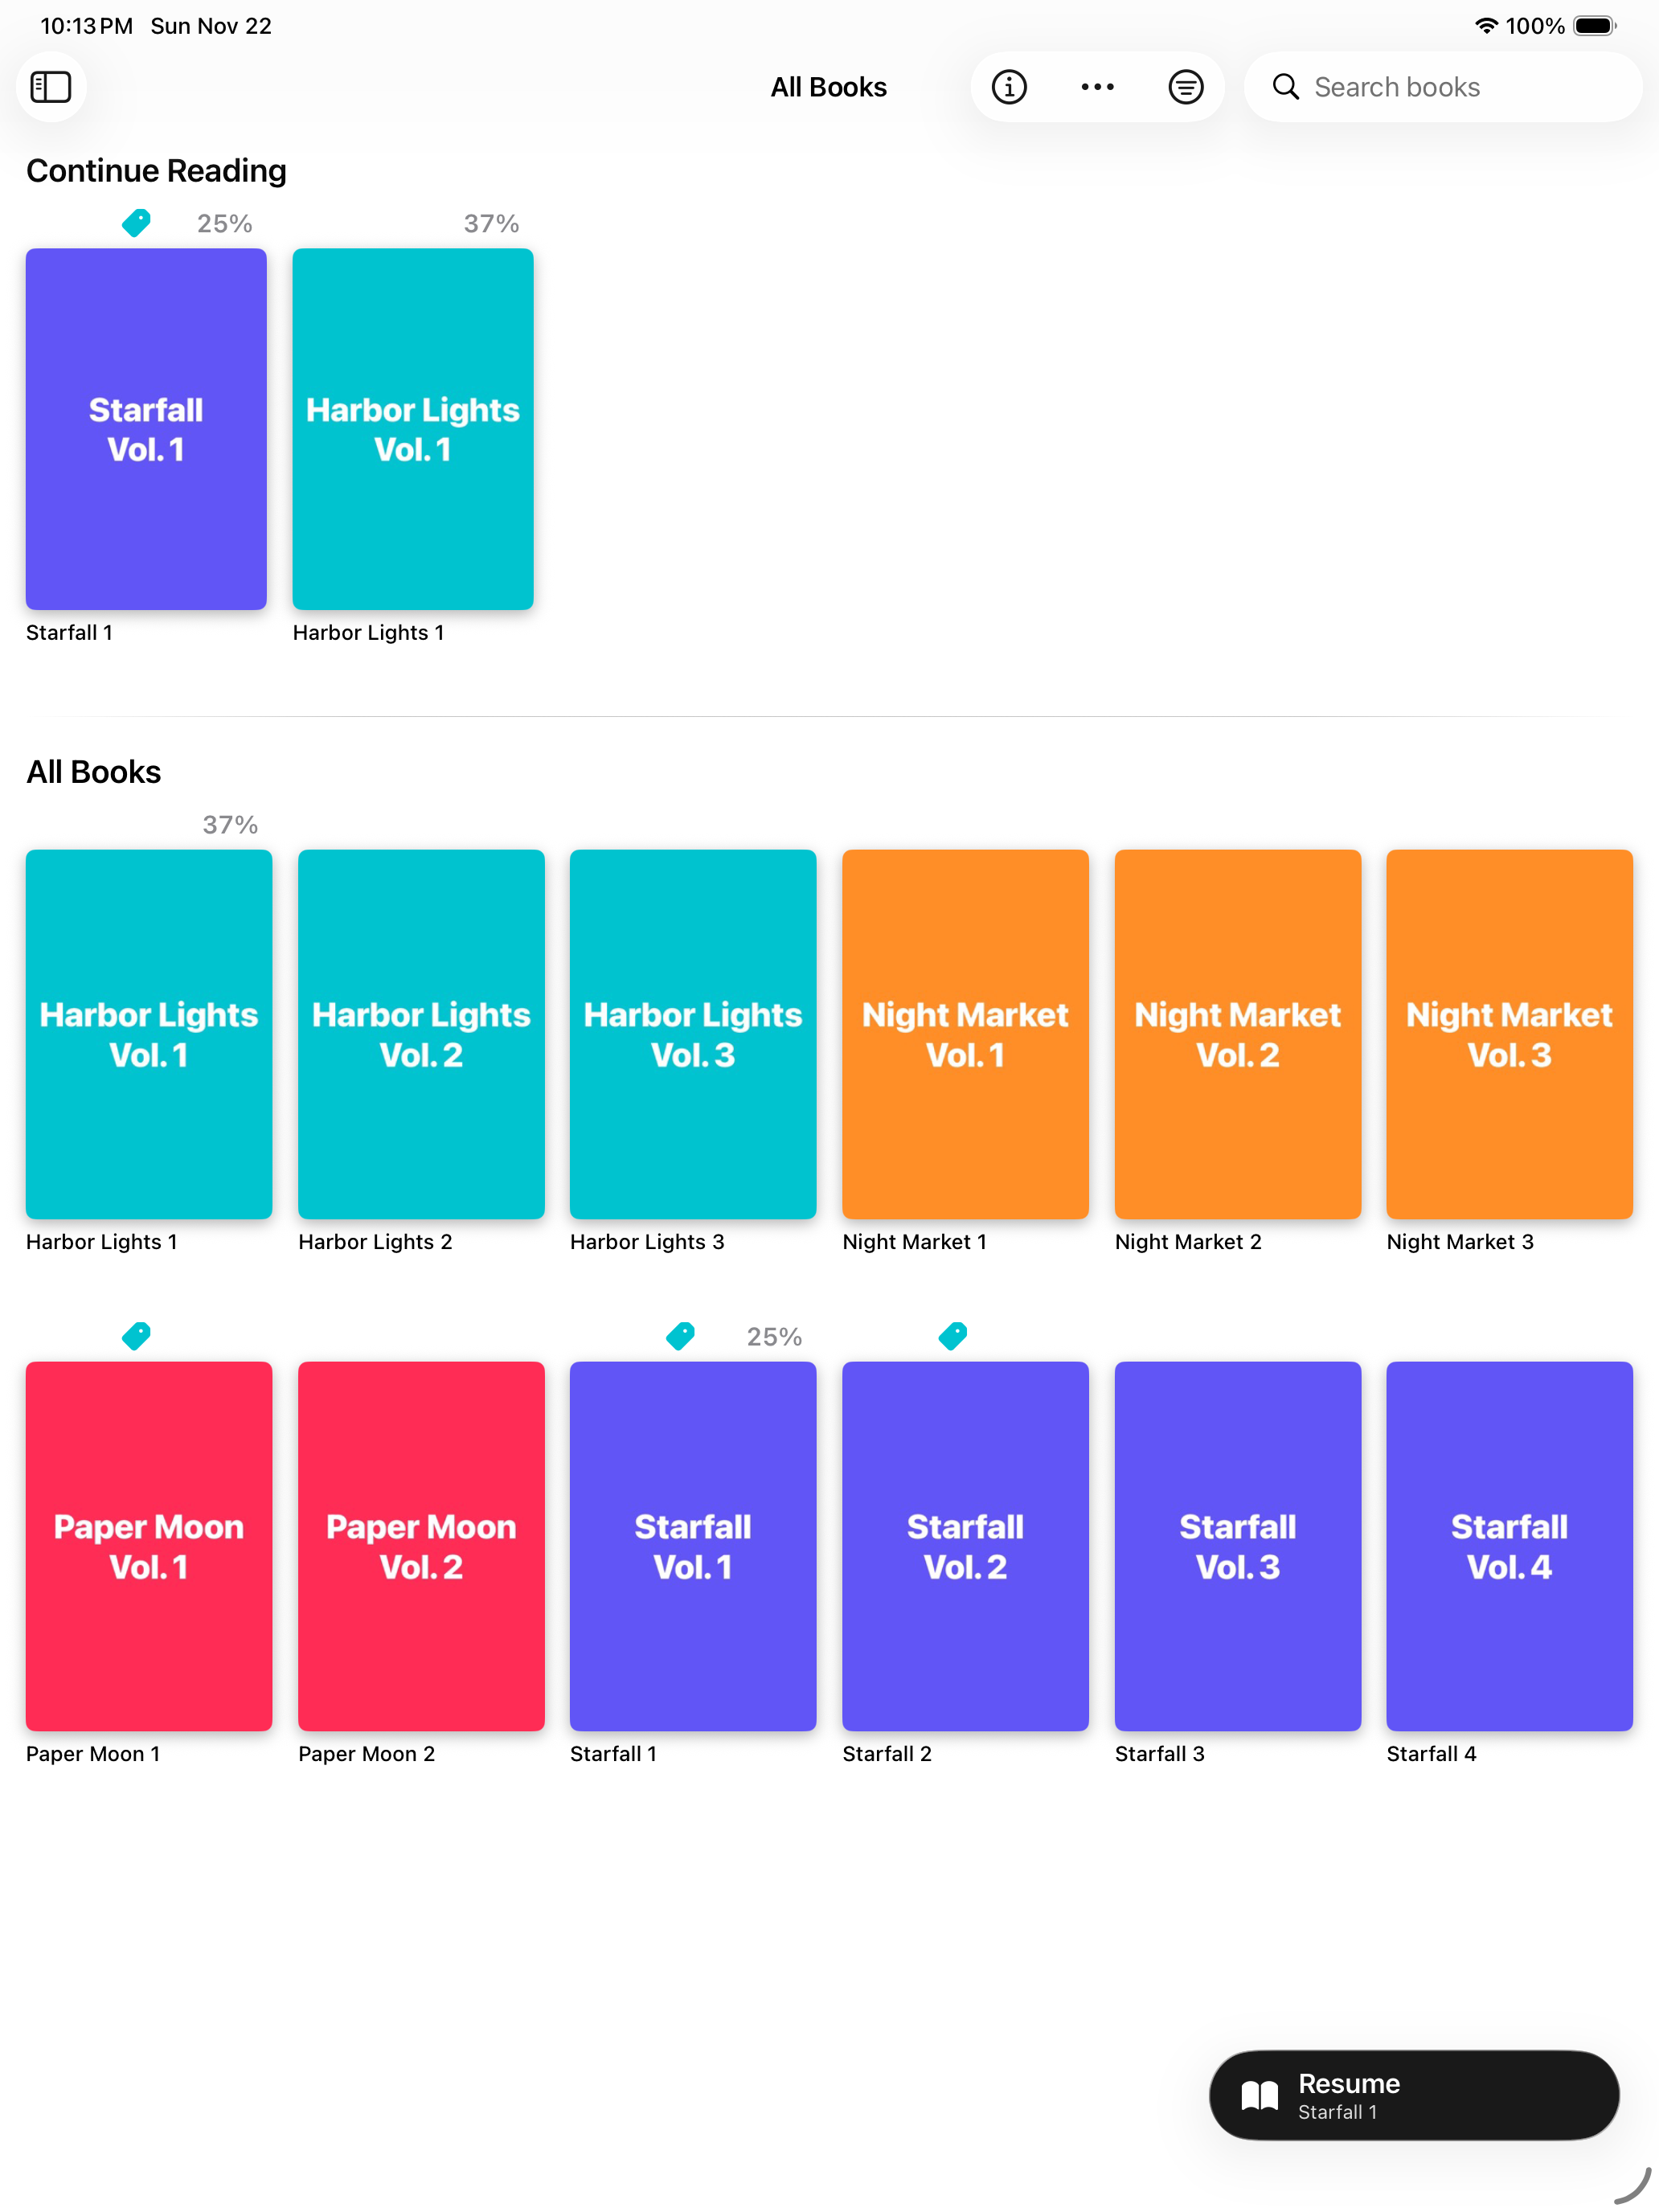 10:13 PM Sun Nov 22
100%
All Books
Search books
Continue Reading
25%
37%
Starfall
Vol. 1
Harbor Lights
Vol. 1
Starfall 1
Harbor Lights 1
All Books
37%
Harbor Lights
Vol. 1
Harbor Lights
Vol. 2
Harbor Lights
Vol. 3
Night Market
Vol. 1
Night Market
Vol. 2
Night Market
Vol. 3
Harbor Lights 1
Harbor Lights 2
Harbor Lights 3
Night Market 1
Night Market 2
Night Market 3
25%
Paper Moon
Vol. 1
Paper Moon
Vol. 2
Starfall
Vol. 1
Starfall
Vol. 2
Starfall
Vol. 3
Starfall
Vol. 4
Paper Moon 1
Paper Moon 2
Starfall 1
Starfall 2
Starfall 3
Starfall 4
Resume
Starfall 1